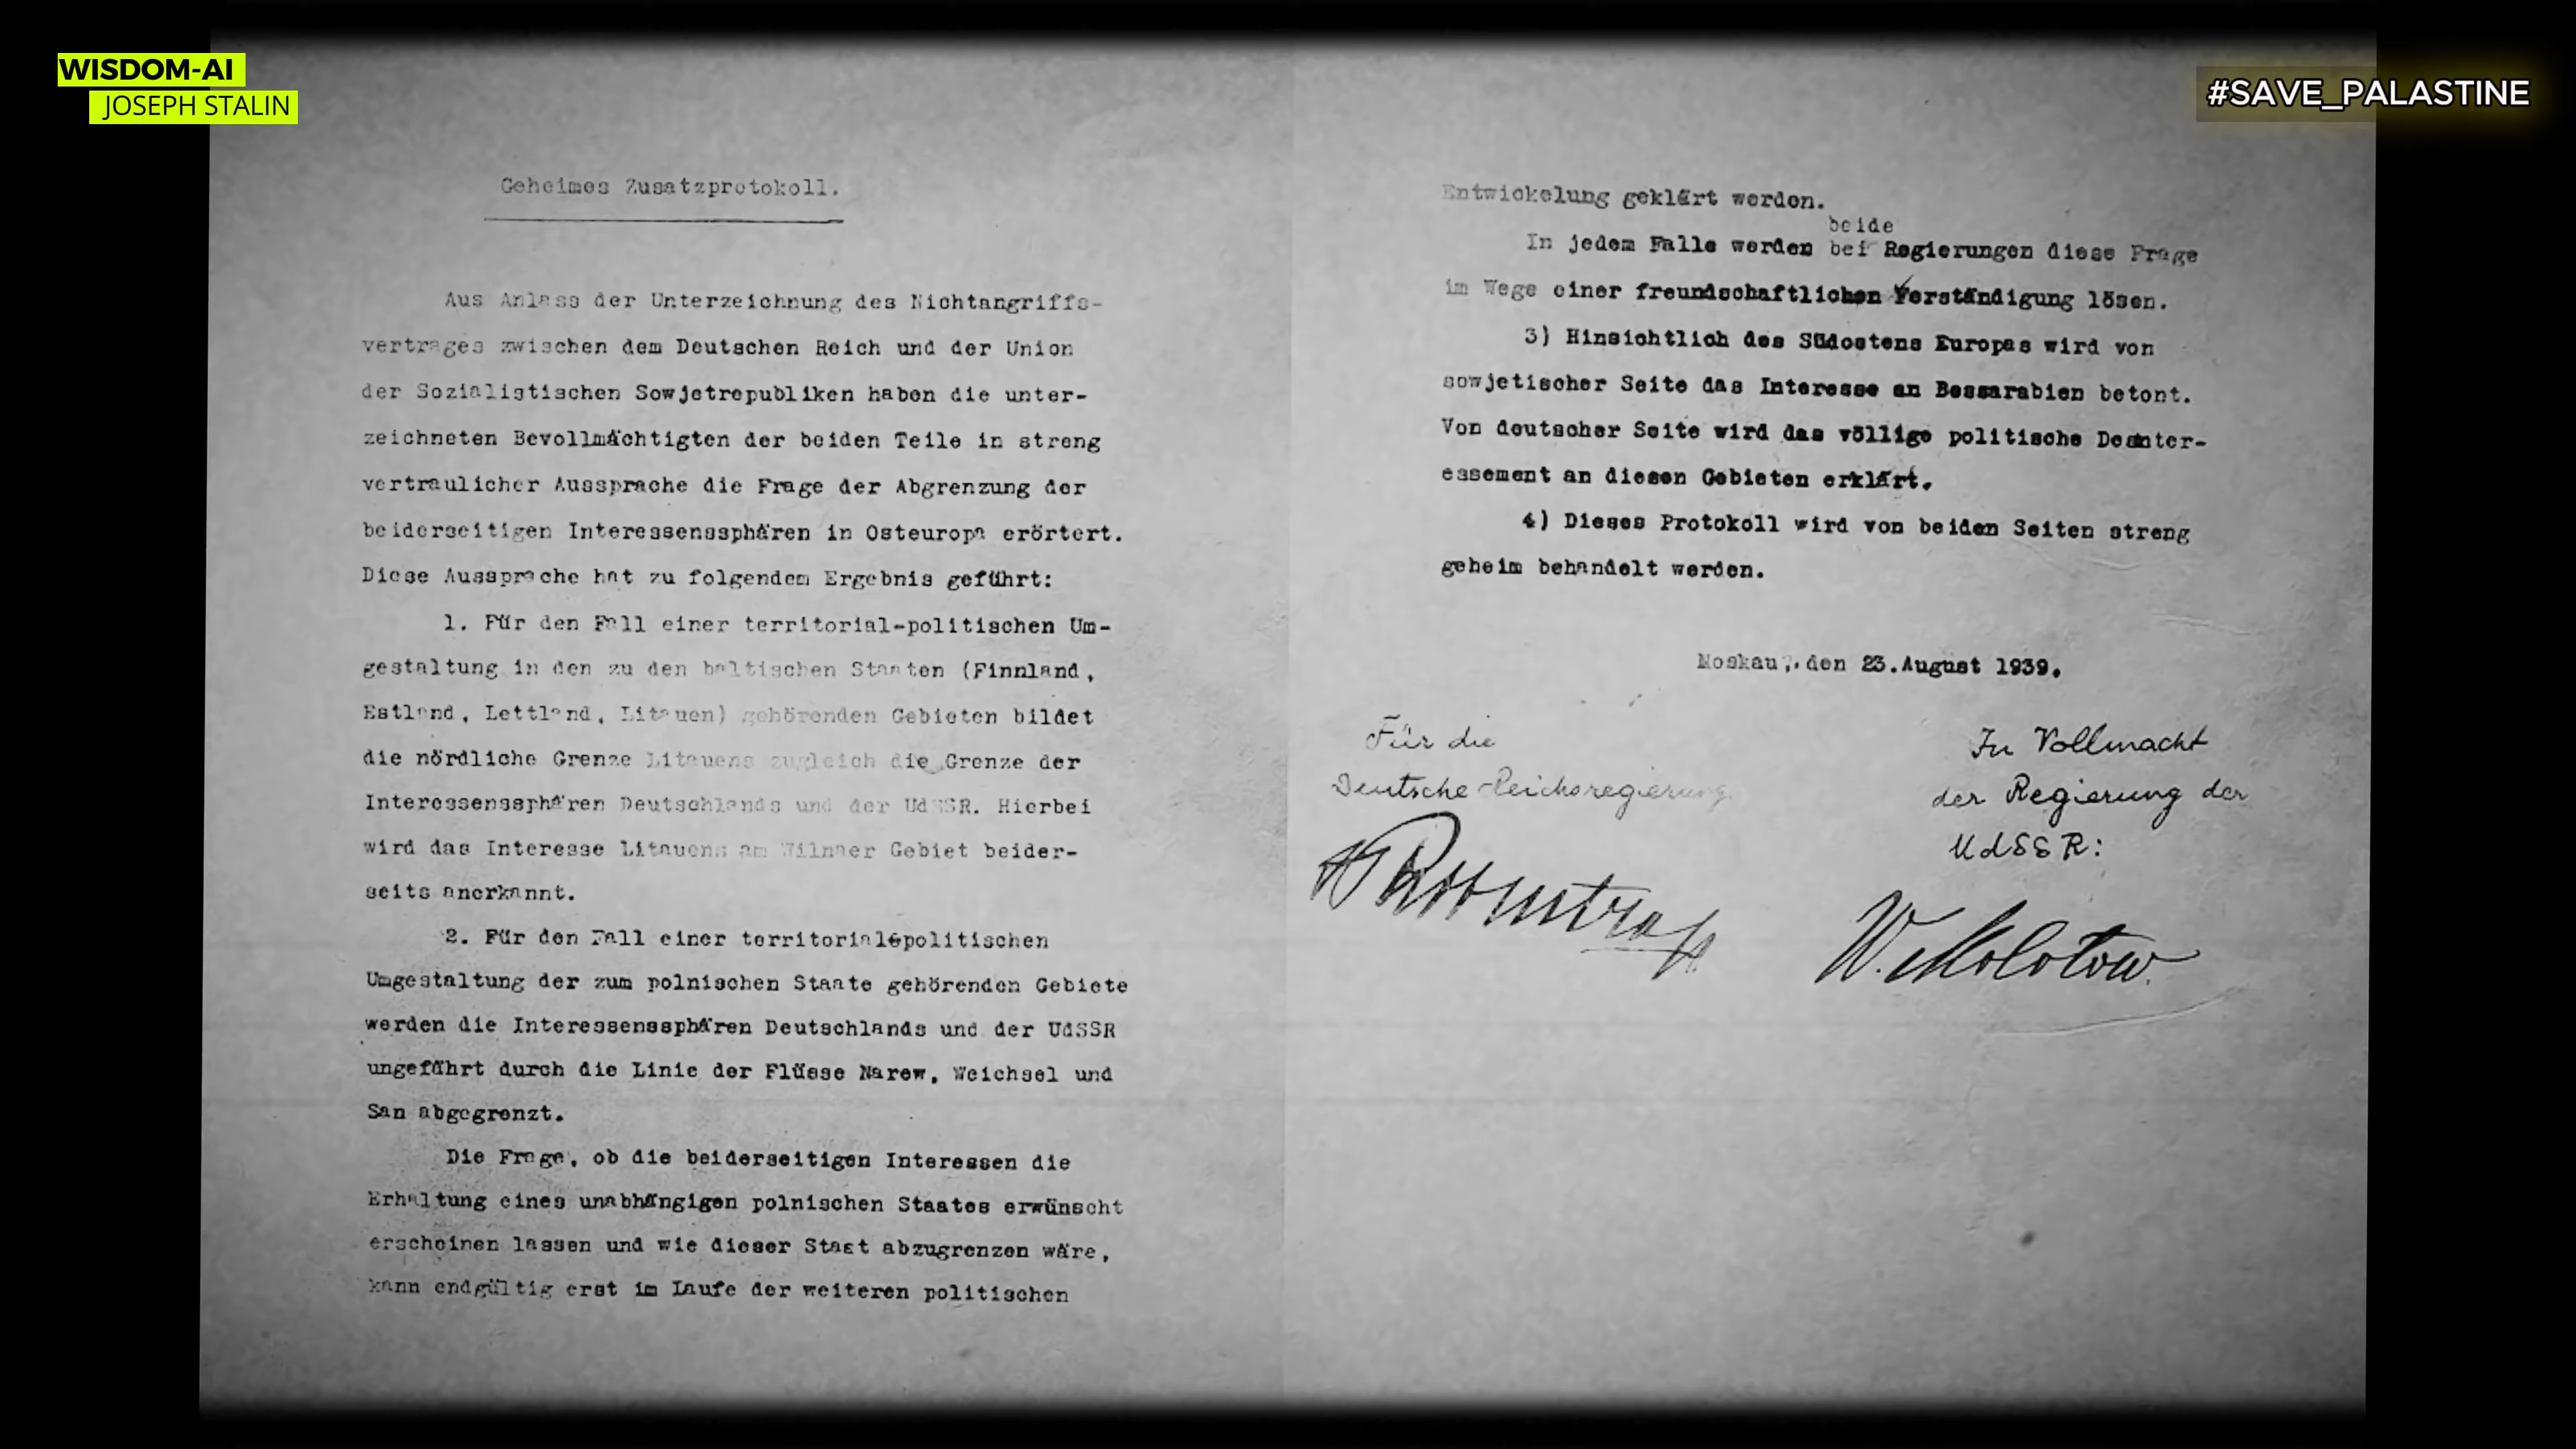 WISDOM-AI
JOSEPH STALIN
#SAVE_PALASTINE
Geheimes Zusatzprotokoll.
Aus Anlass der Unterzeichnung des Nichtangriffs-
vertrages zwischen dem Deutschen Reich und der Union
der Sozialistischen Sowjetrepubliken haben die unter-
zeichneten Bevollmächtigten der beiden Teile in streng
vertraulicher Aussprache die Frage der Abgrenzung der
beiderseitigen Interessenssphären in Osteuropa erörtert.
Diese Aussprache hat zu folgendem Ergebnis geführt:
1. Für den Fall einer territorial-politischen Um-
gestaltung in den zu den baltischen Staaten (Finnland,
Estland, Lettland, Litauen) gehörenden Gebieten bildet
die nördliche Grenze Litauens zugleich die Grenze der
Interessenssphären Deutschlands und der UdSSR. Hierbei
wird das Interesse Litauens am Wilnaer Gebiet beider-
seits anerkannt.
2. Für den Fall einer territorial-politischen
Umgestaltung der zum polnischen Staate gehörenden Gebiete
werden die Interessenssphären Deutschlands und der UdSSR
ungefährt durch die Linie der Flüsse Narew, Weichsel und
San abgegrenzt.
Die Frage, ob die beiderseitigen Interessen die
Erhaltung eines unabhängigen polnischen Staates erwünscht
erscheinen lassen und wie dieser Staat abzugrenzen wäre,
kann endgültig erst im Laufe der weiteren politischen
Entwickelung geklärt werden.
beide
In jedem Falle werden bei Regierungen diese Frage
im Wege einer freundschaftlichen Verständigung lösen.
3) Hinsichtlich des Südostens Europas wird von
sowjetischer Seite das Interesse an Bessarabien betont.
Von deutscher Seite wird das völlige politische Desinter-
essement an diesen Gebieten erklärt.
4) Dieses Protokoll wird von beiden Seiten streng
geheim behandelt werden.
Moskau, den 23.August 1939.
Für die
Deutsche Reichsregierung
In Vollmacht
der Regierung der
UdSSR:
W. Molotow